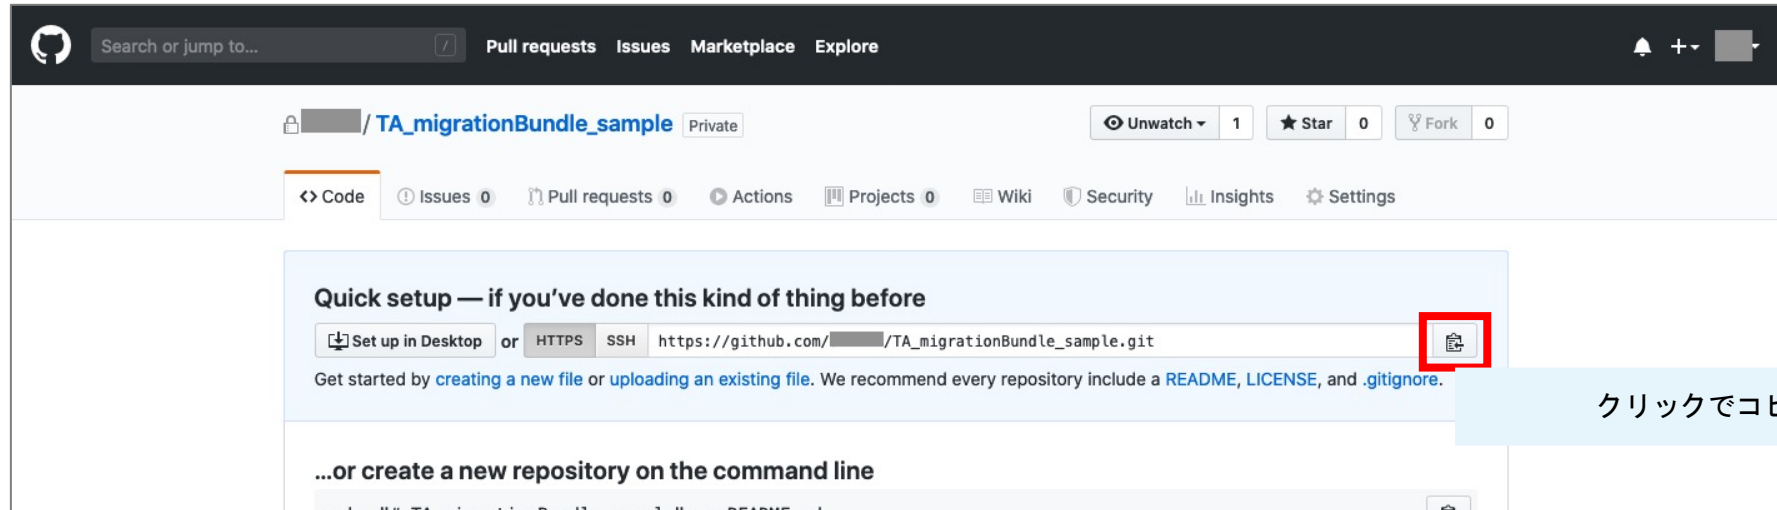 Search or jump to... / Pull requests Issues Marketplace Explore
/ TA_migrationBundle_sample Private Unwatch 1 Star 0 Fork 0
<> Code Issues 0 Pull requests 0 Actions Projects 0 Wiki Security Insights Settings
Quick setup — if you’ve done this kind of thing before
Set up in Desktop or HTTPS SSH https://github.com/ /TA_migrationBundle_sample.git
Get started by creating a new file or uploading an existing file. We recommend every repository include a README, LICENSE, and .gitignore.
クリックでコピ
...or create a new repository on the command line